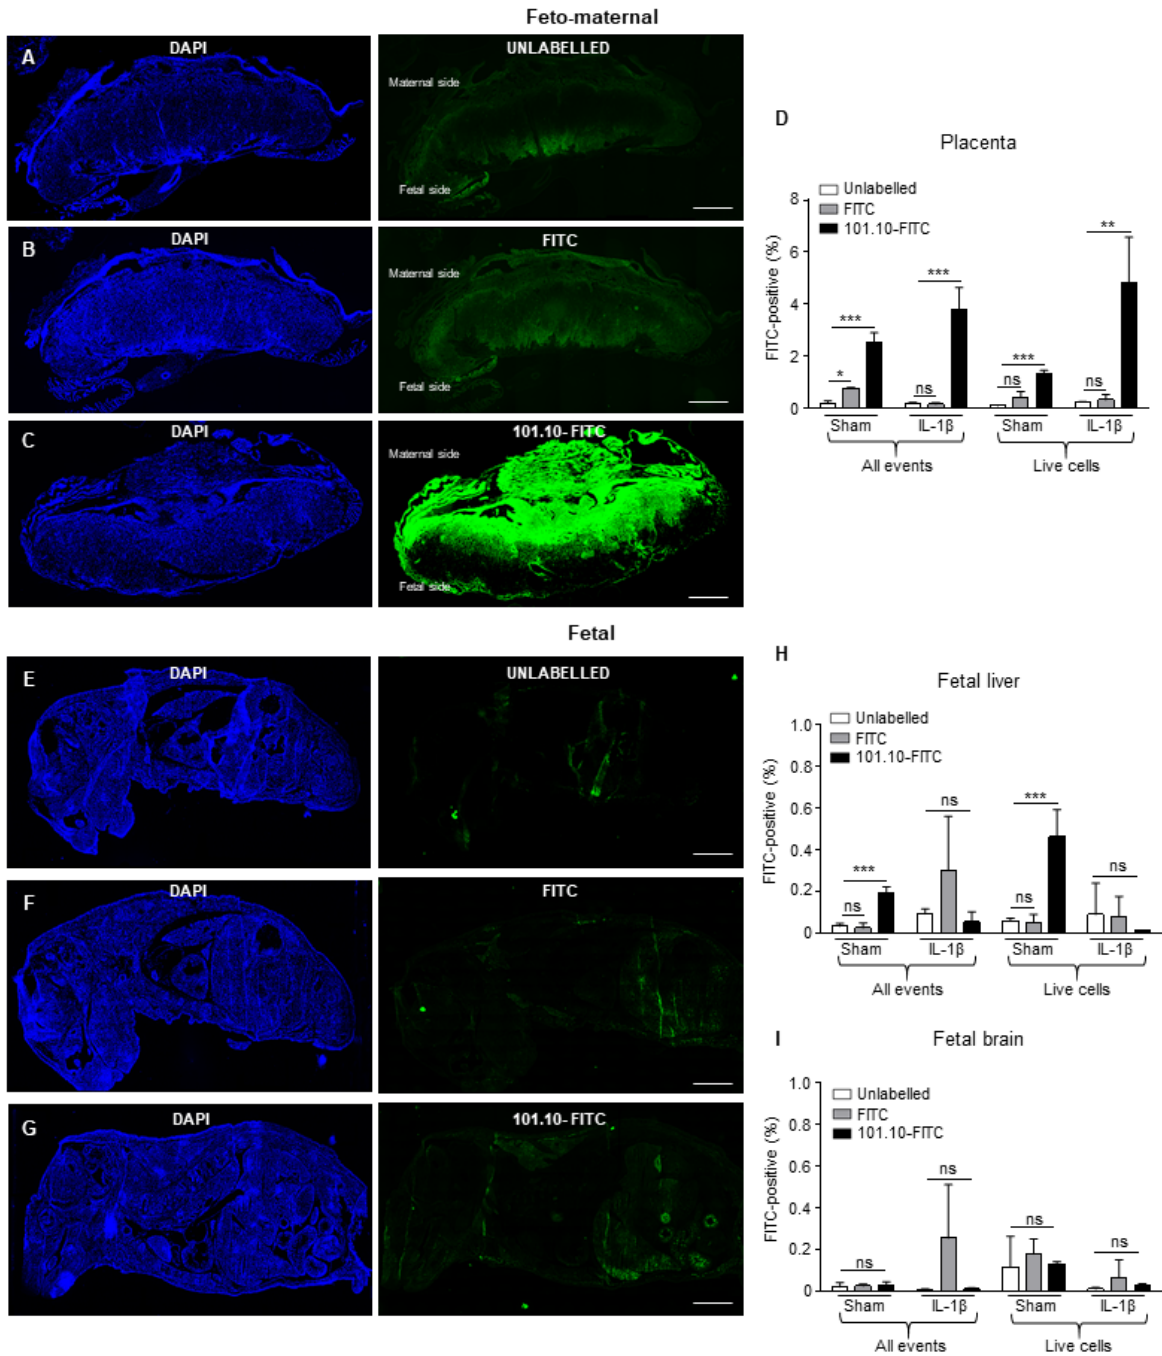 Feto-maternal
A
DAPI
UNLABELLED
Maternal side
Fetal side
B
DAPI
FITC
Maternal side
Fetal side
C
DAPI
101.10- FITC
Maternal side
Fetal side
D
Placenta
Unlabelled
FITC
101.10-FITC
FITC-positive (%)
8
6
4
2
0
***
*
***
ns
***
ns
**
ns
Sham
IL-1β
Sham
IL-1β
All events
Live cells
Fetal
E
DAPI
UNLABELLED
F
DAPI
FITC
G
DAPI
101.10- FITC
H
Fetal liver
Unlabelled
FITC
101.10-FITC
FITC-positive (%)
1.0
0.8
0.6
0.4
0.2
0
***
ns
ns
***
ns
ns
Sham
IL-1β
Sham
IL-1β
All events
Live cells
I
Fetal brain
Unlabelled
FITC
101.10-FITC
FITC-positive (%)
1.0
0.8
0.6
0.4
0.2
0
ns
ns
ns
ns
Sham
IL-1β
Sham
IL-1β
All events
Live cells